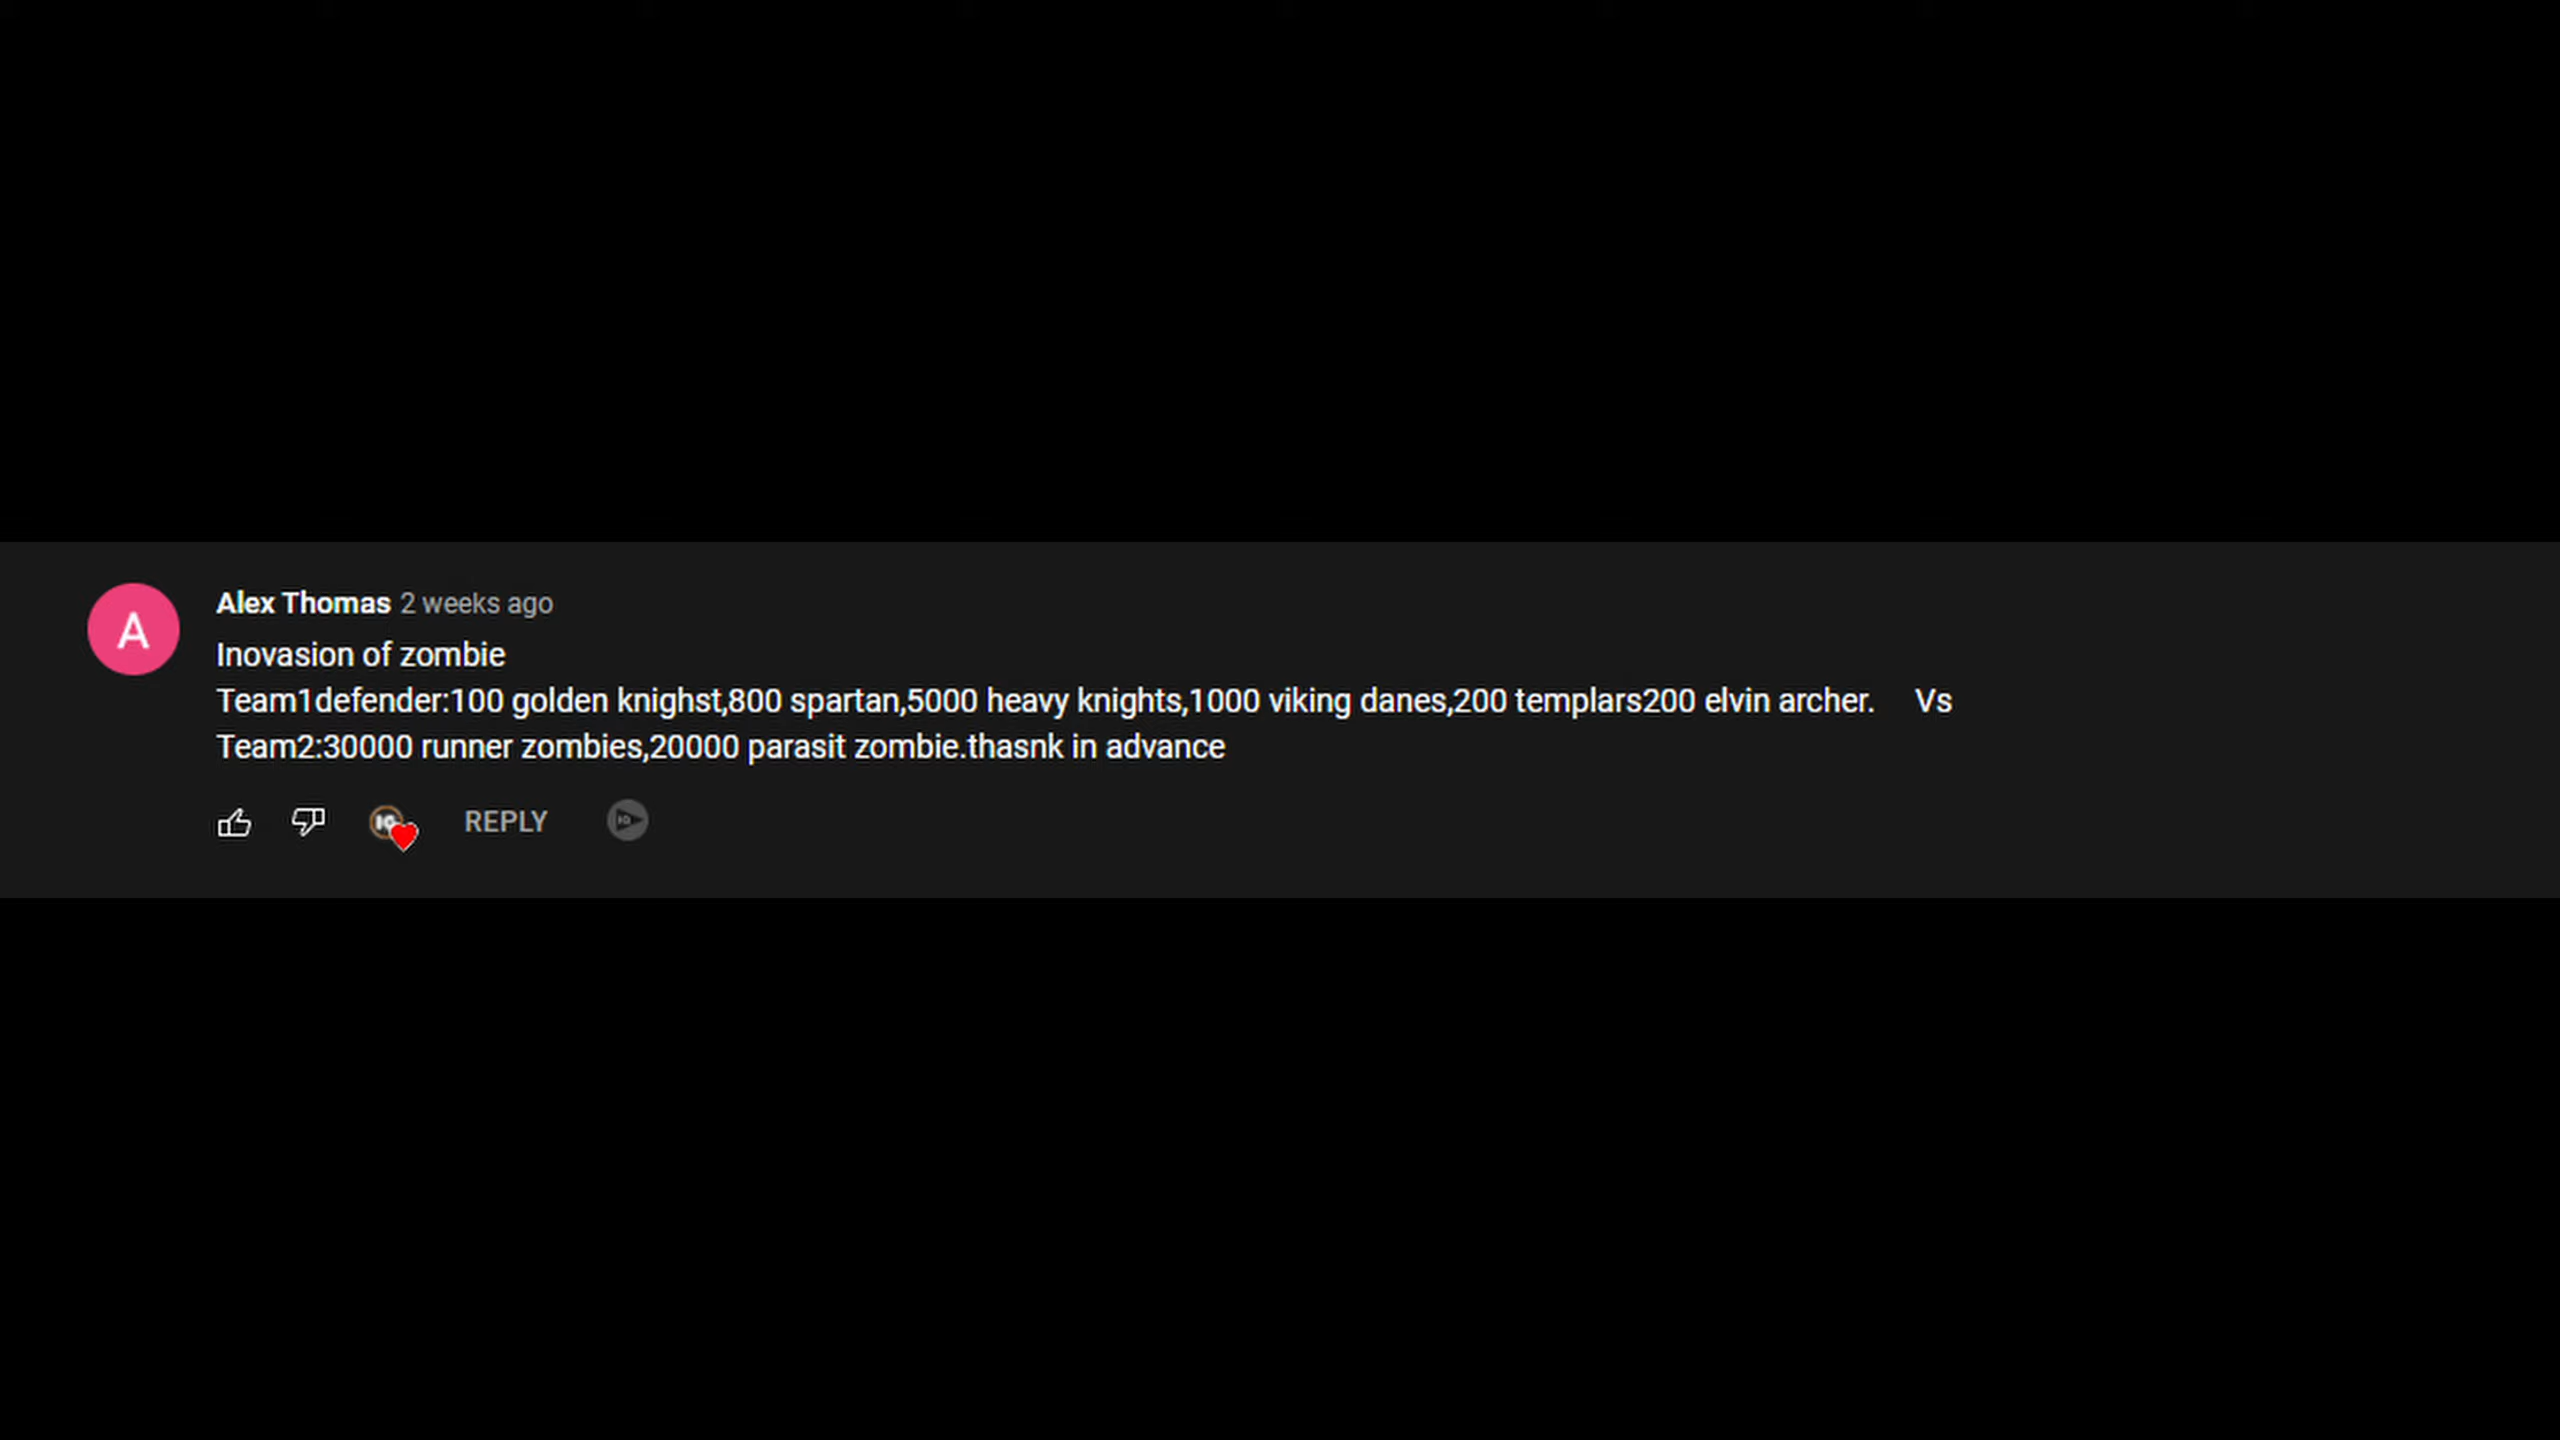 A
Alex Thomas 2 weeks ago
Inovasion of zombie
Team1defender:100 golden knighst,800 spartan,5000 heavy knights,1000 viking danes,200 templars200 elvin archer. Vs
Team2:30000 runner zombies,20000 parasit zombie.thasnk in advance
REPLY